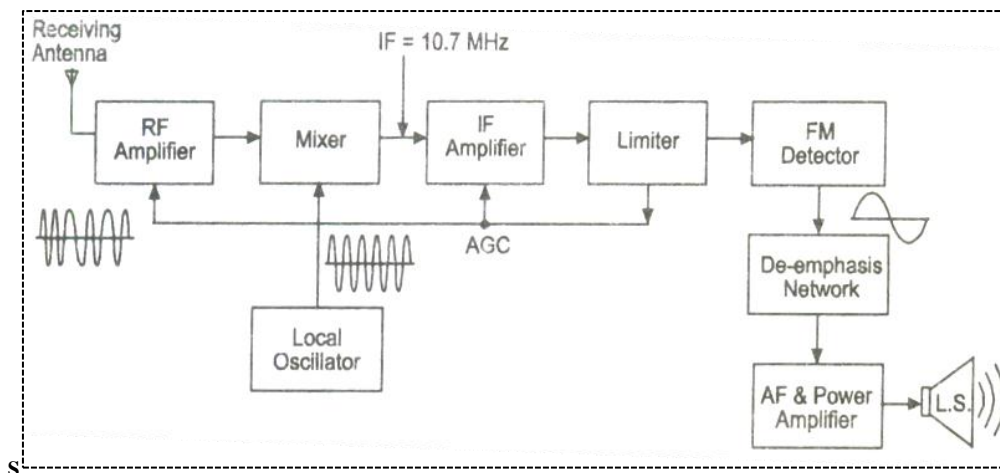 Receiving
Antenna
IF = 10.7 MHz
RF
Amplifier
Mixer
IF
Amplifier
Limiter
FM
Detector
AGC
De-emphasis
Network
Local
Oscillator
AF & Power
Amplifier
L.S.
s